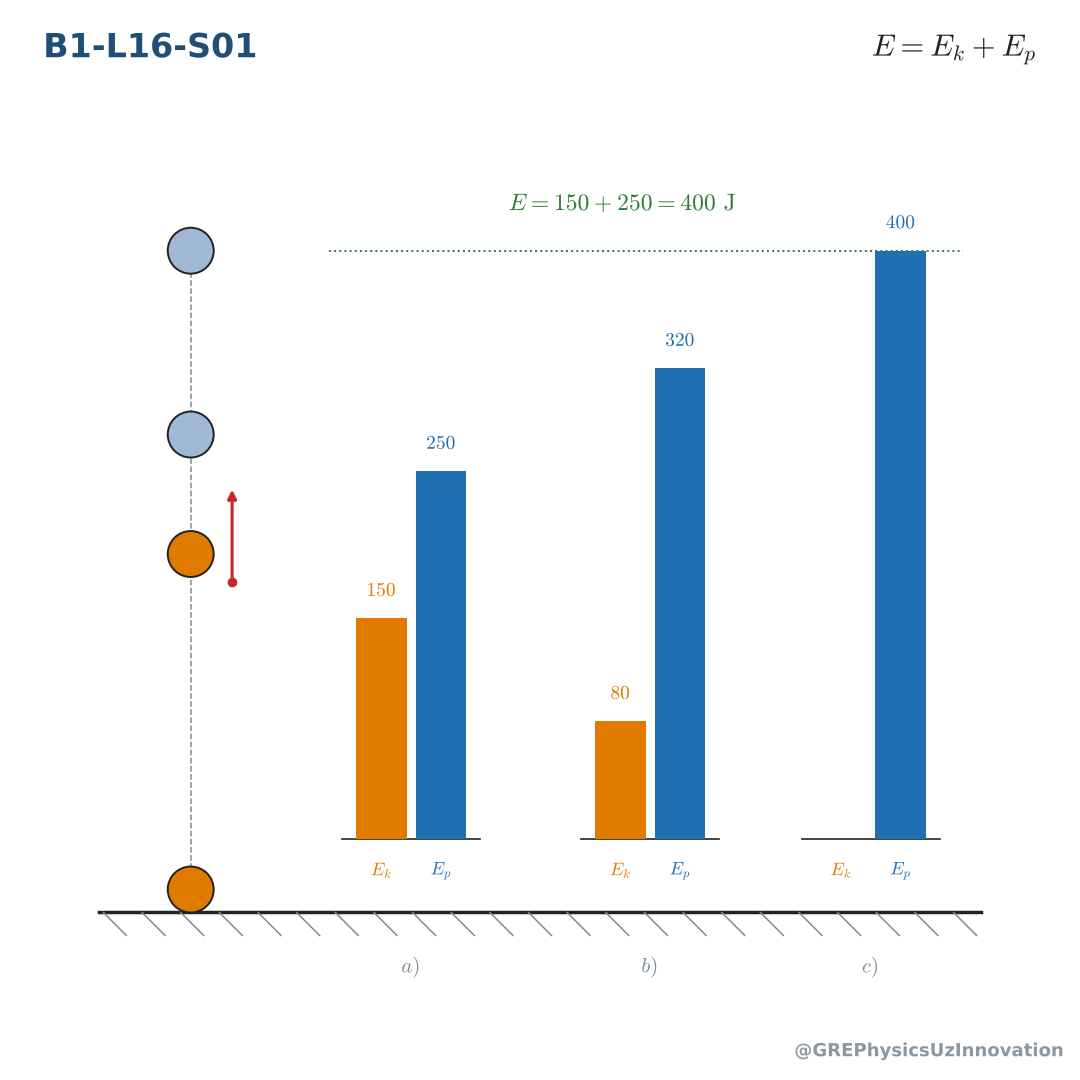 B1-L16-S01
E = E_k + E_p
E = 150 + 250 = 400 J
400
320
250
150
80
E_k E_p E_k E_p E_k E_p
a) b) c)
@GREPhysicsUzInnovation